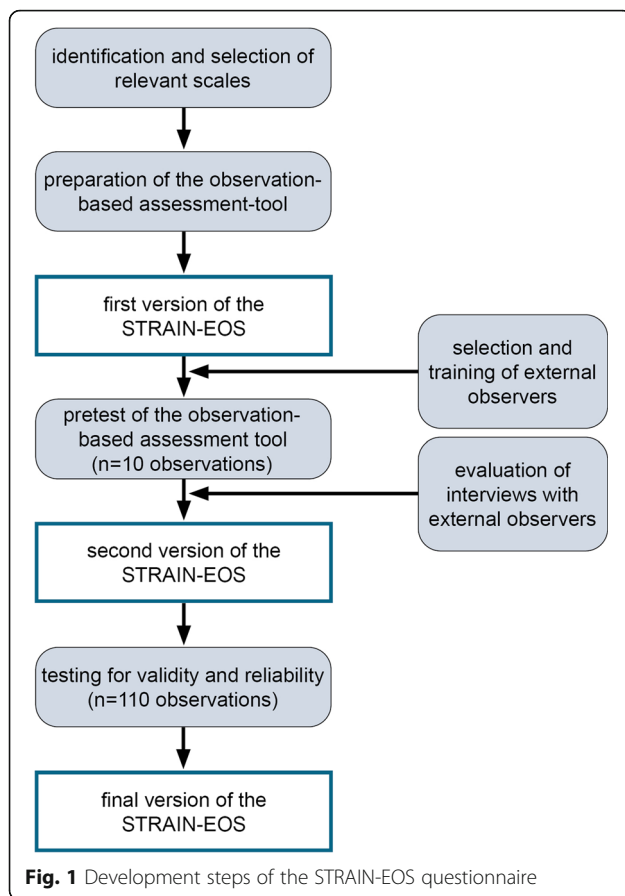 identification and selection of
relevant scales
preparation of the observation-
based assessment-tool
first version of the
STRAIN-EOS
selection and
training of external
observers
pretest of the observation-
based assessment tool
(n=10 observations)
evaluation of
interviews with
external observers
second version of the
STRAIN-EOS
testing for validity and reliability
(n=110 observations)
final version of the
STRAIN-EOS
Fig. 1 Development steps of the STRAIN-EOS questionnaire